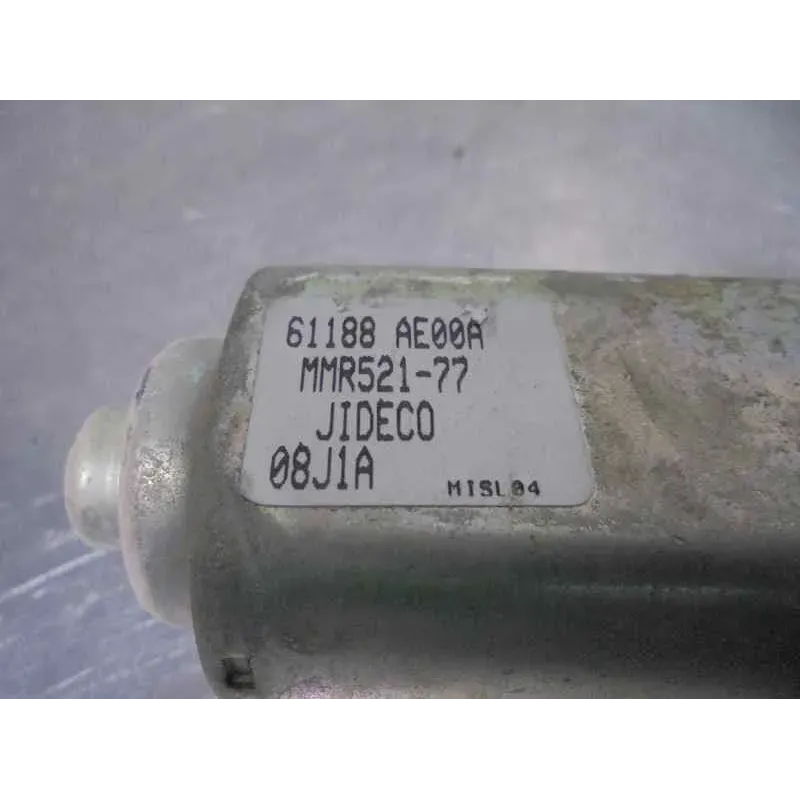 61188 AE00A
MMR521-77
JIDECO
08J1A
MISL04